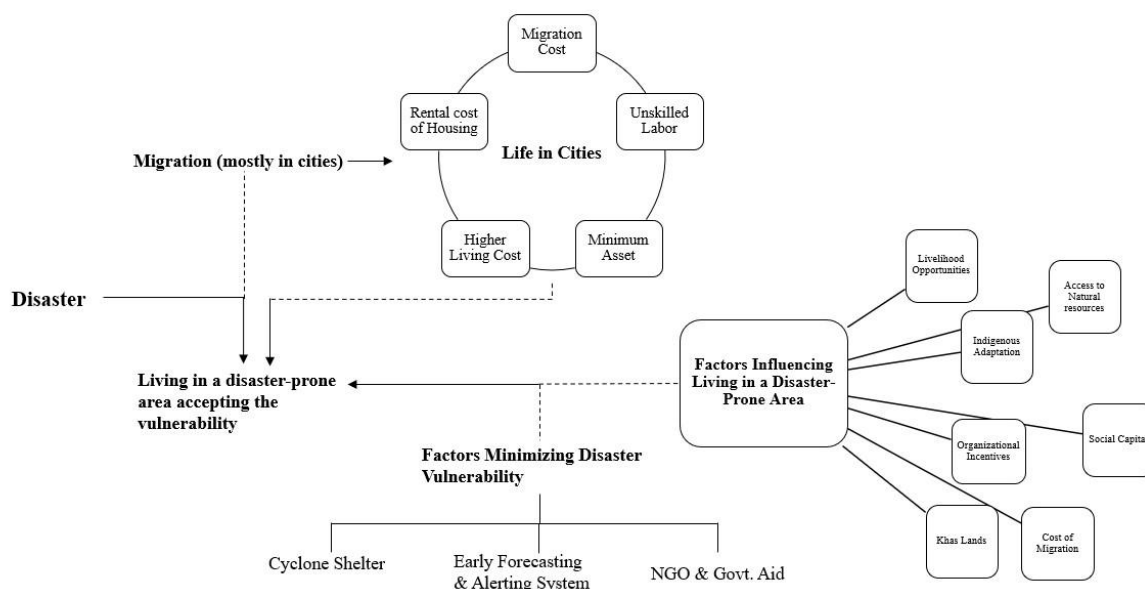 Migration
Cost
Rental cost
of Housing
Unskilled
Labor
Life in Cities
Migration (mostly in cities)
Higher
Living Cost
Minimum
Asset
Disaster
Living in a disaster-prone
area accepting the
vulnerability
Factors Influencing
Living in a Disaster-
Prone Area
Livelihood
Opportunities
Access to
Natural
resources
Indigenous
Adaptation
Social Capital
Organizational
Incentives
Khas Lands
Cost of
Migration
Factors Minimizing Disaster
Vulnerability
Cyclone Shelter
Early Forecasting
& Alerting System
NGO & Govt. Aid